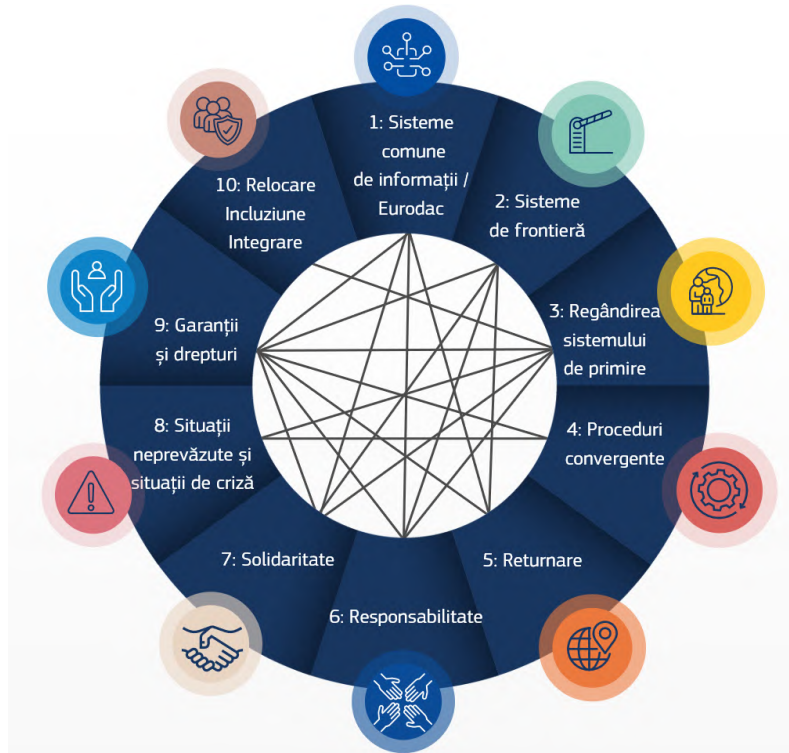 1: Sisteme
comune
de informații /
Eurodac
2: Sisteme
de frontieră
3: Regândirea
sistemului
de primire
4: Proceduri
convergente
5: Returnare
6: Responsabilitate
7: Solidaritate
8: Situații
neprevăzute și
situații de criză
9: Garanții
și drepturi
10: Relocare
Incluziune
Integrare